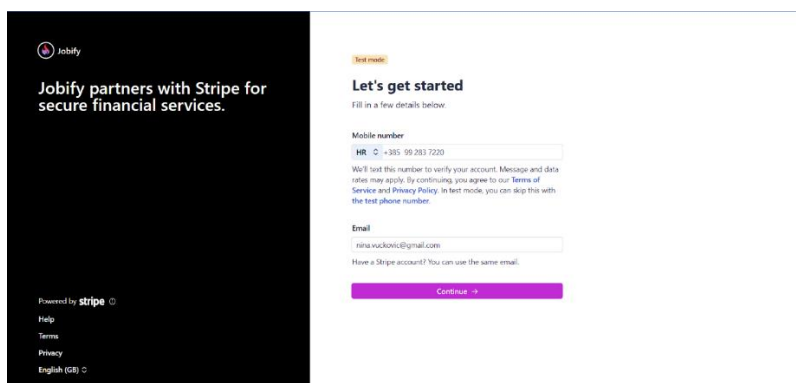 Jobify
Jobify partners with Stripe for
secure financial services.
Powered by stripe
Help
Terms
Privacy
English (GB)
Test mode
Let's get started
Fill in a few details below.
Mobile number
HR +385 99 283 7220
We'll text this number to verify your account. Message and data
rates may apply. By continuing, you agree to our Terms of
Service and Privacy Policy. In test mode, you can skip this with
the test phone number.
Email
nina.vuckovic@gmail.com
Have a Stripe account? You can use the same email.
Continue →